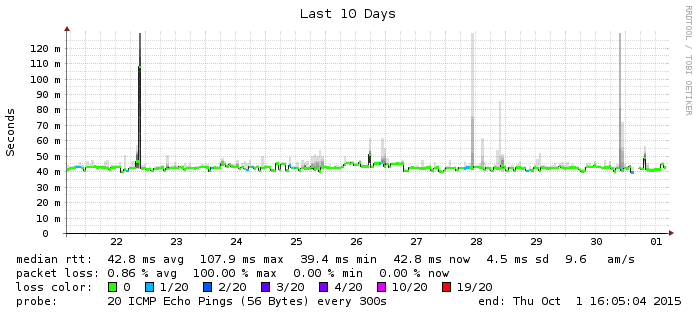 Last 10 Days
RRDTOOL / TOBI OETIKER
Seconds
120 m
110 m
100 m
90 m
80 m
70 m
60 m
50 m
40 m
30 m
20 m
10 m
0
22 23 24 25 26 27 28 29 30 01
median rtt: 42.8 ms avg 107.9 ms max 39.4 ms min 42.8 ms now 4.5 ms sd 9.6 am/s
packet loss: 0.86 % avg 100.00 % max 0.00 % min 0.00 % now
loss color: 0 1/20 2/20 3/20 4/20 10/20 19/20
probe: 20 ICMP Echo Pings (56 Bytes) every 300s end: Thu Oct 1 16:05:04 2015